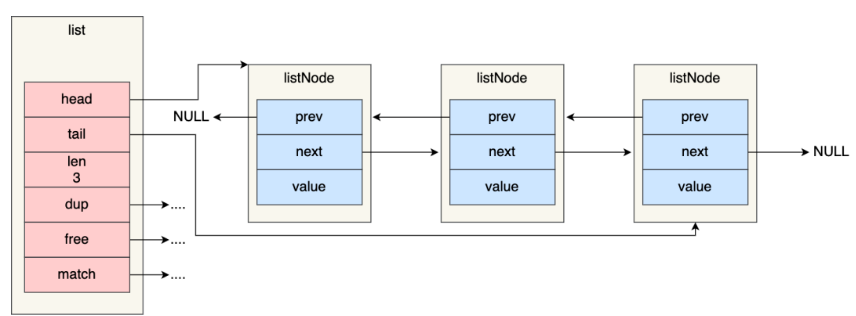 list
head
tail
len
3
dup
....
free
....
match
....
NULL
listNode
prev
next
value
listNode
prev
next
value
listNode
prev
next
value
NULL